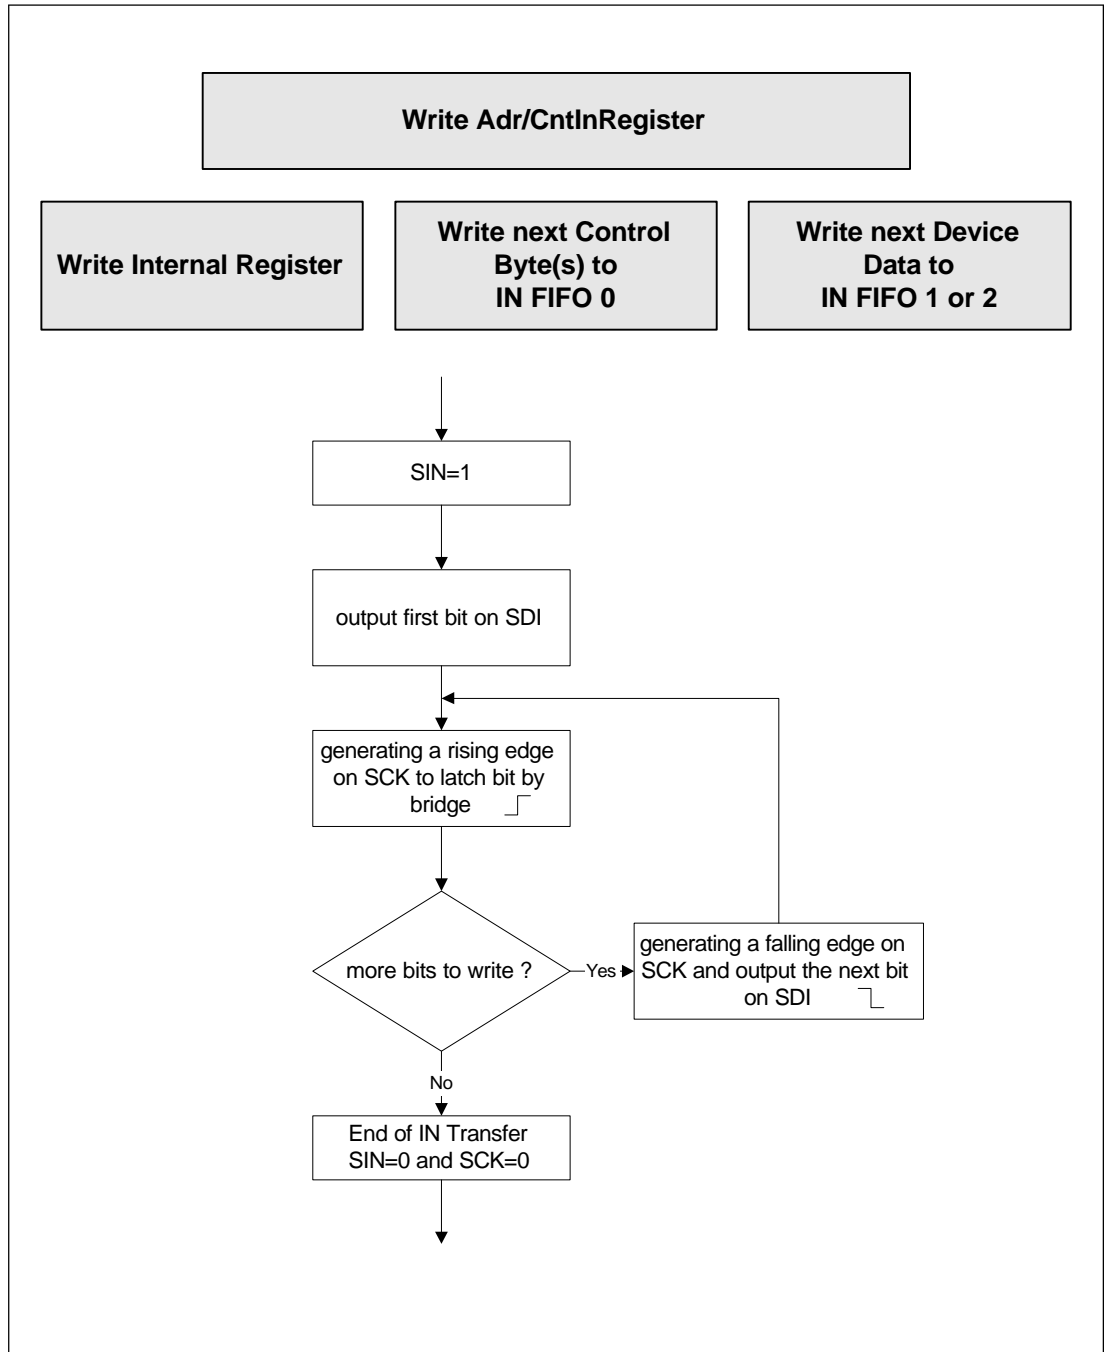 Write Adr/CntInRegister
Write Internal Register
Write next Control
Byte(s) to
IN FIFO 0
Write next Device
Data to
IN FIFO 1 or 2
SIN=1
output first bit on SDI
generating a rising edge
on SCK to latch bit by
bridge
more bits to write ?
Yes
generating a falling edge on
SCK and output the next bit
on SDI
No
End of IN Transfer
SIN=0 and SCK=0